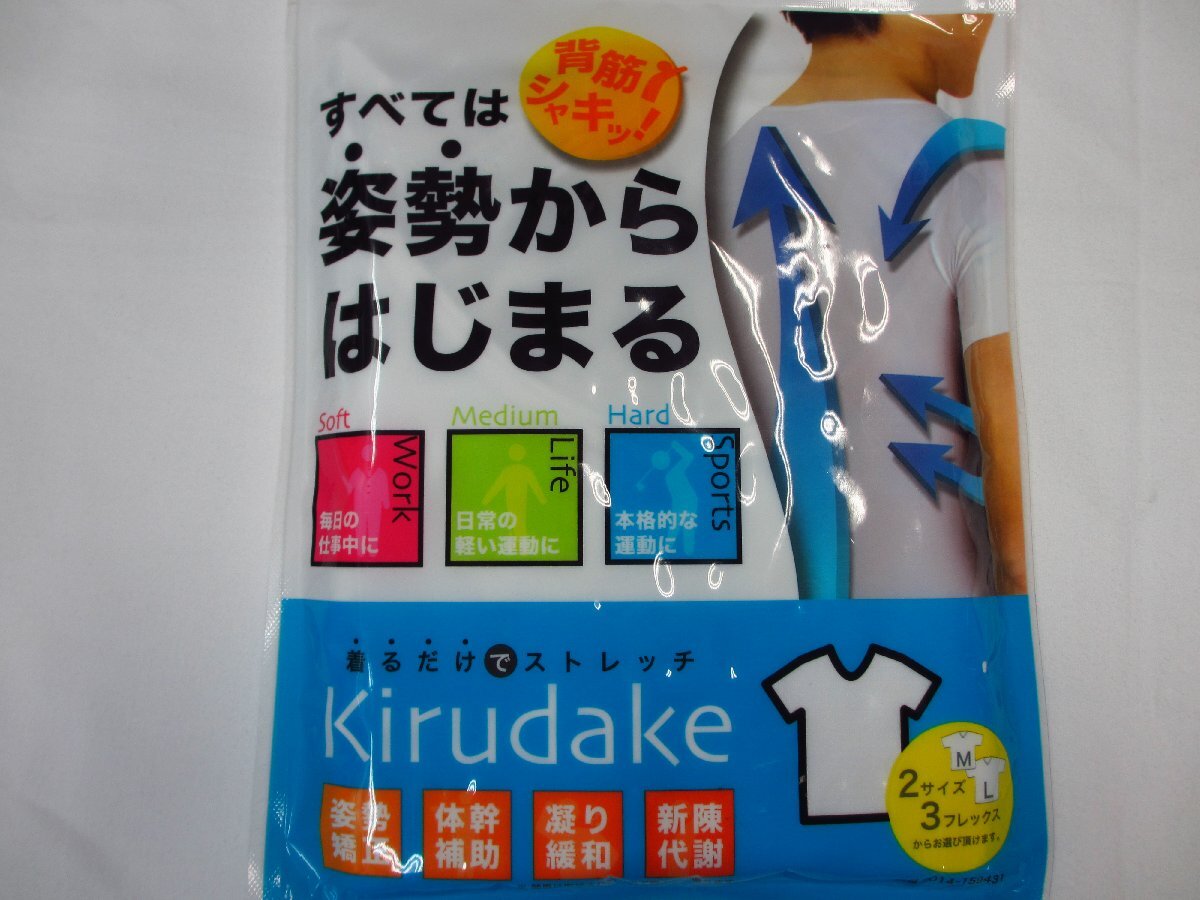 背筋
シャキッ!
すべては
姿勢から
はじまる
Soft
Work
毎日の
仕事中に
Medium
Life
日常の
軽い運動に
Hard
Sports
本格的な
運動に
着るだけでストレッチ
Kirudake
姿勢
矯正
体幹
補助
凝り
緩和
新陳
代謝
M
L
2サイズ
3フレックス
からお選び頂けます。